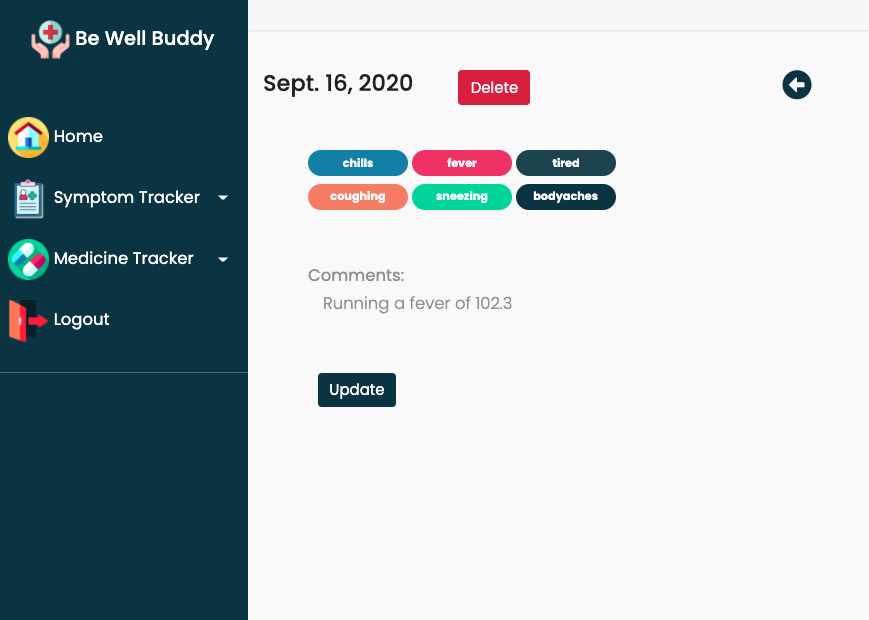 Be Well Buddy
Home
Symptom Tracker
Medicine Tracker
Logout
Sept. 16, 2020
Delete
chills fever tired
coughing sneezing bodyaches
Comments:
Running a fever of 102.3
Update